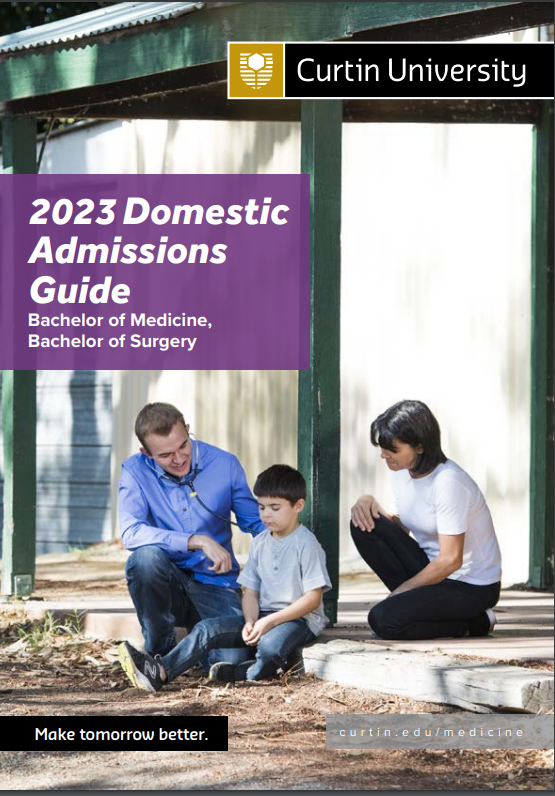 Curtin University
2023 Domestic
Admissions
Guide
Bachelor of Medicine,
Bachelor of Surgery
Make tomorrow better.
curtin.edu/medicine